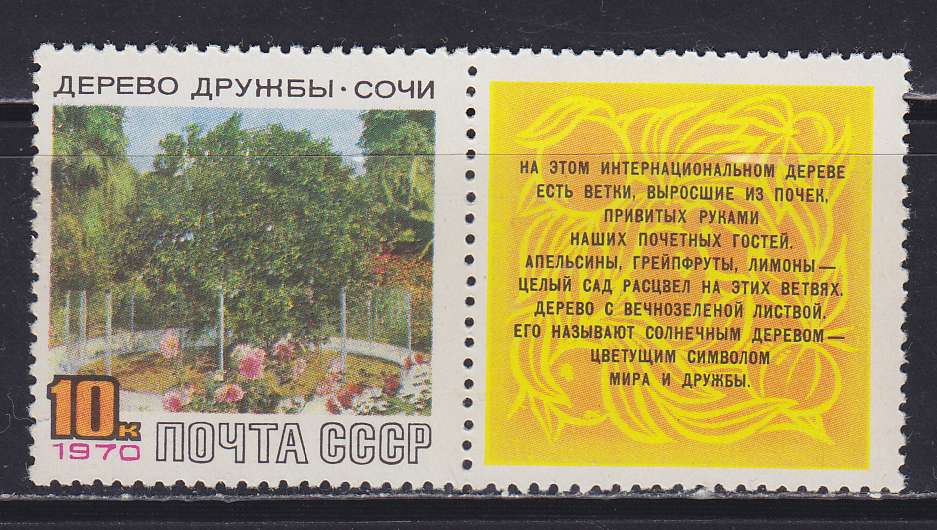 ДЕРЕВО ДРУЖБЫ · СОЧИ
10к
1970
ПОЧТА СССР
НА ЭТОМ ИНТЕРНАЦИОНАЛЬНОМ ДЕРЕВЕ
ЕСТЬ ВЕТКИ, ВЫРОСШИЕ ИЗ ПОЧЕК,
ПРИВИТЫХ РУКАМИ
НАШИХ ПОЧЕТНЫХ ГОСТЕЙ.
АПЕЛЬСИНЫ, ГРЕЙПФРУТЫ, ЛИМОНЫ—
ЦЕЛЫЙ САД РАСЦВЕЛ НА ЭТИХ ВЕТВЯХ.
ДЕРЕВО С ВЕЧНОЗЕЛЕНОЙ ЛИСТВОЙ.
ЕГО НАЗЫВАЮТ СОЛНЕЧНЫМ ДЕРЕВОМ—
ЦВЕТУЩИМ СИМВОЛОМ
МИРА И ДРУЖБЫ.